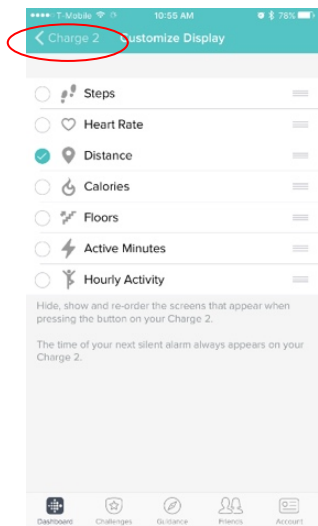 T-Mobile 10:55 AM 76%
Charge 2 Customize Display
Steps
Heart Rate
Distance
Calories
Floors
Active Minutes
Hourly Activity
Hide, show and re-order the screens that appear when
pressing the button on your Charge 2.
The time of your next silent alarm always appears on your
Charge 2.
Dashboard Challenges Guidance Friends Account